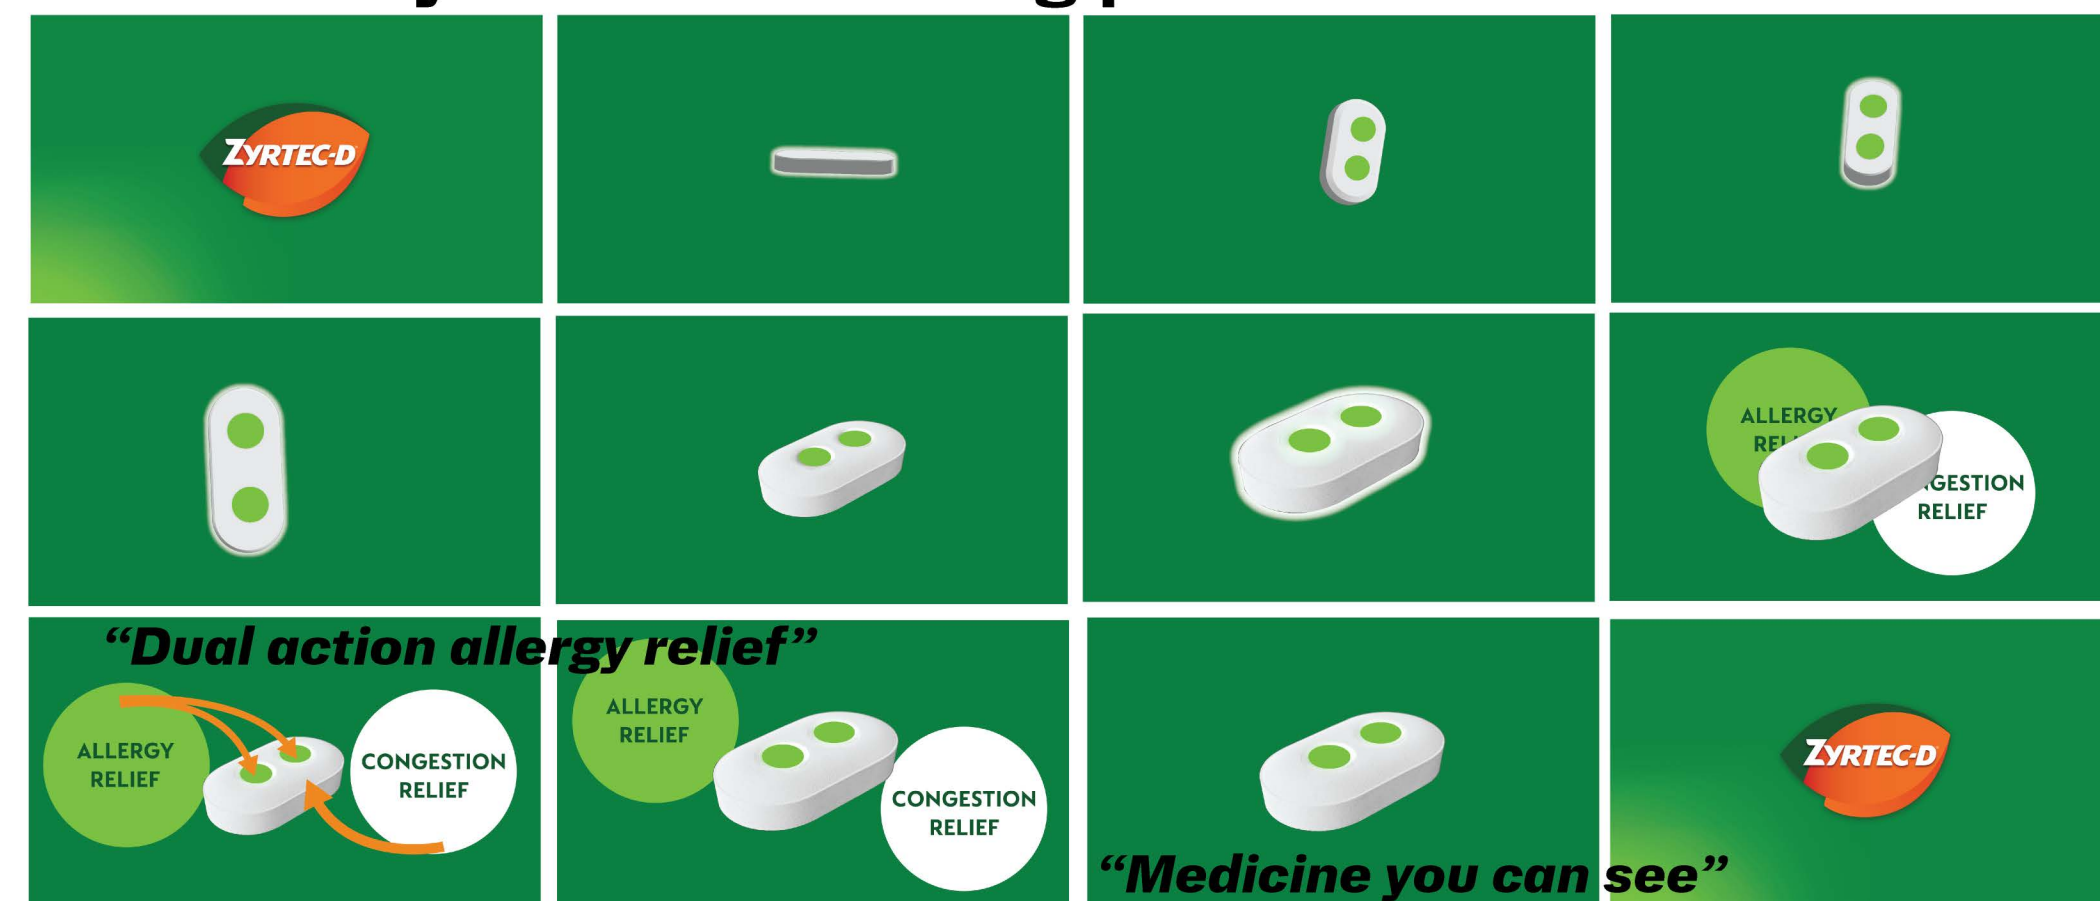 ZYRTEC-D
ALLERGY
CONGESTION
RELIEF
“Dual action allergy relief”
ALLERGY
RELIEF
CONGESTION
RELIEF
ALLERGY
RELIEF
CONGESTION
RELIEF
“Medicine you can see”
ZYRTEC-D